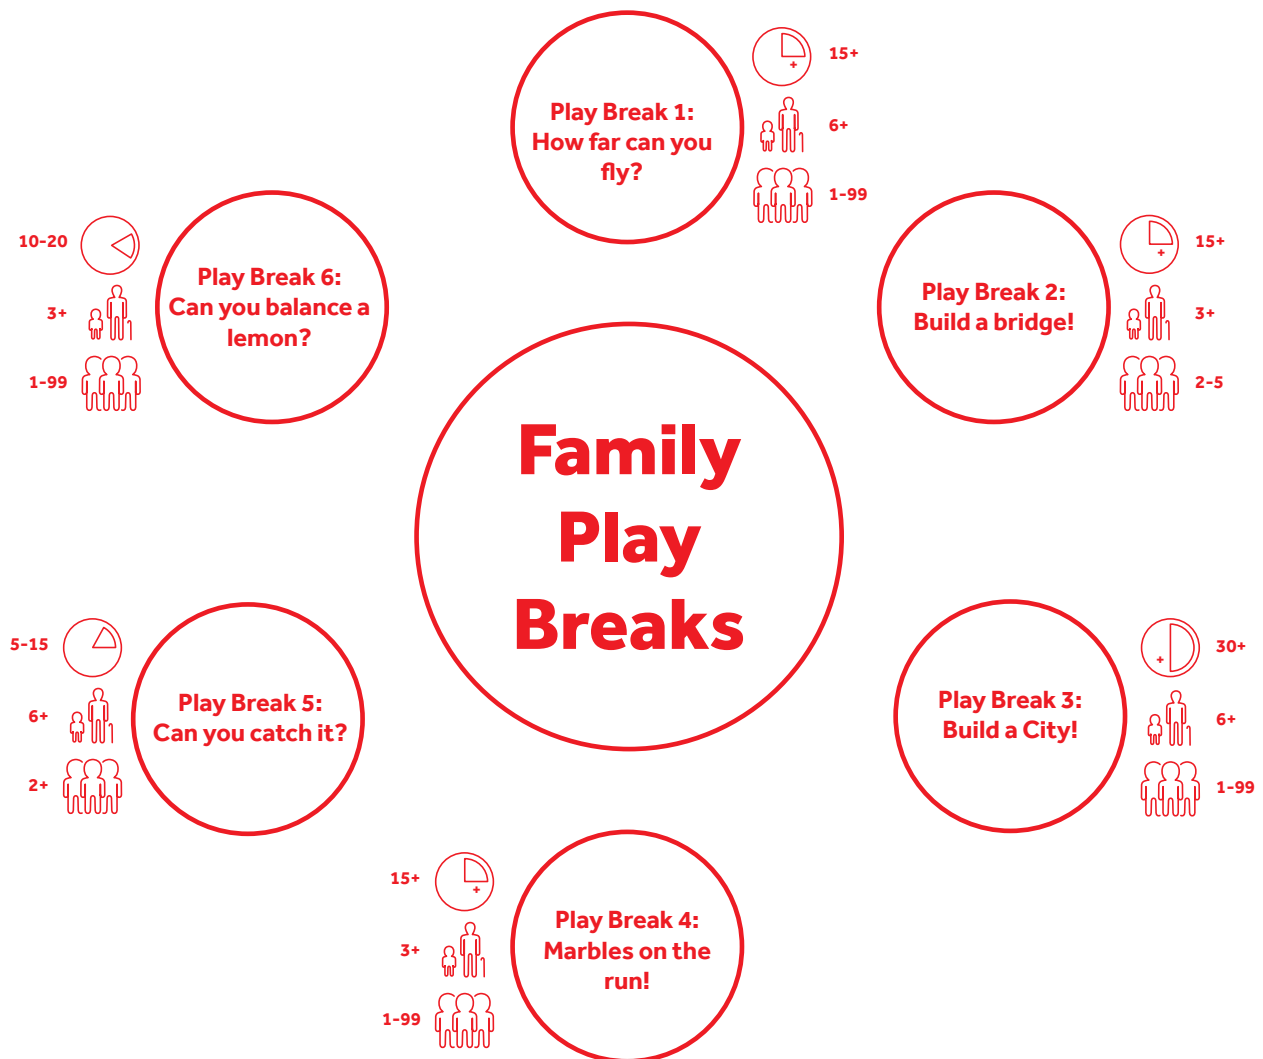 Family
Play
Breaks
Play Break 1:
How far can you
fly?
15+
6+
1-99
Play Break 2:
Build a bridge!
15+
3+
2-5
Play Break 3:
Build a City!
30+
6+
1-99
Play Break 4:
Marbles on the
run!
15+
3+
1-99
Play Break 5:
Can you catch it?
5-15
6+
2+
Play Break 6:
Can you balance a
lemon?
10-20
3+
1-99